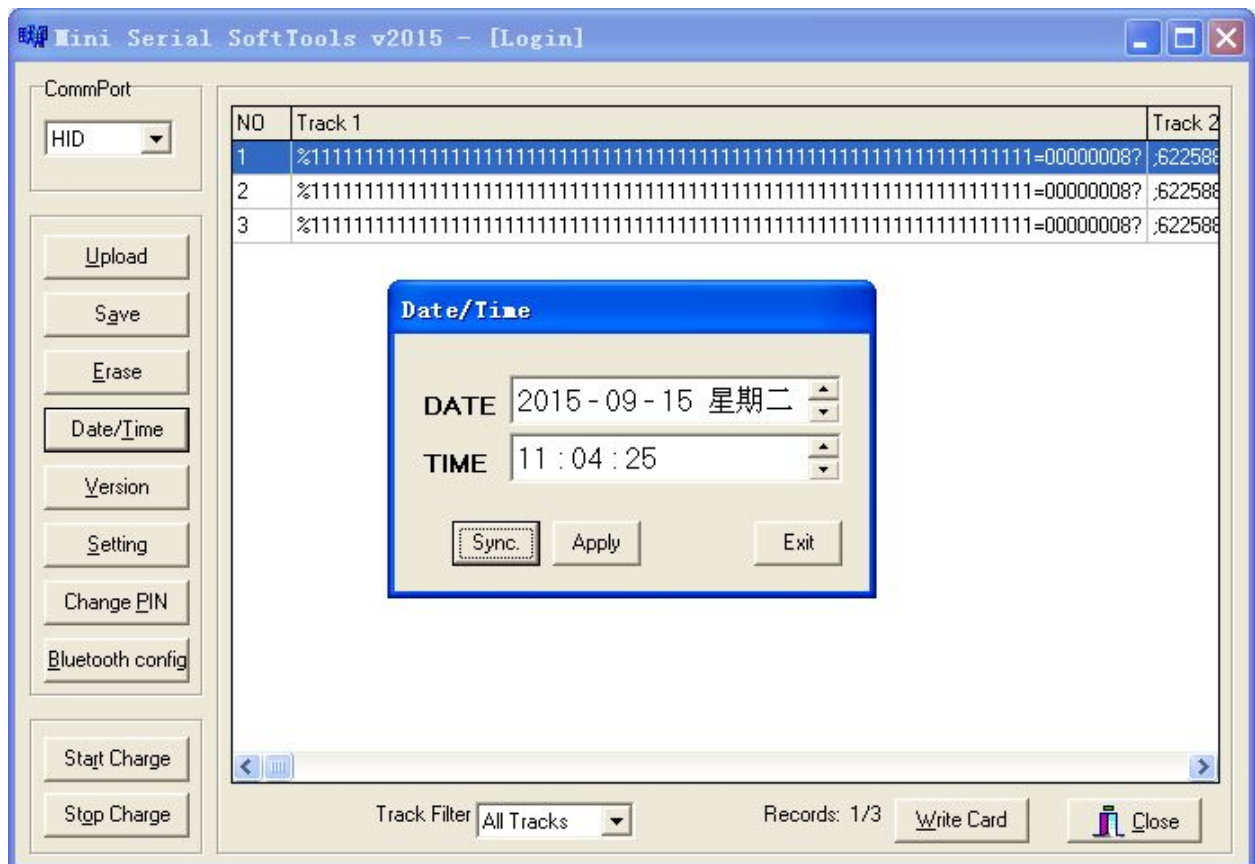 Mini Serial SoftTools v2015 - [Login]
CommPort
HID
NO Track 1 Track 2
1 %1111111111111111111111111111111111111111111111111111111111=00000008? ;622588
2 %1111111111111111111111111111111111111111111111111111111111=00000008? ;622588
3 %1111111111111111111111111111111111111111111111111111111111=00000008? ;622588
Upload
Save
Erase
Date/Time
Version
Setting
Change PIN
Bluetooth config
Start Charge
Stop Charge
Date/Time
DATE 2015-09-15 星期二
TIME 11:04:25
Sync. Apply Exit
Track Filter All Tracks Records: 1/3 Write Card Close